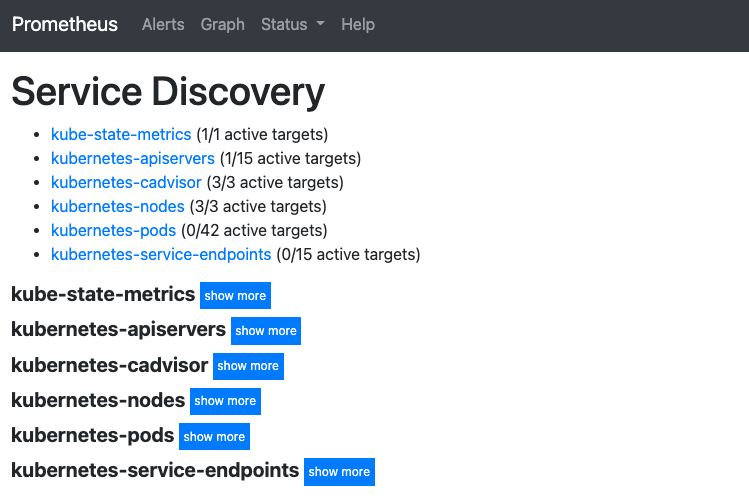 Prometheus Alerts Graph Status Help
Service Discovery
kube-state-metrics (1/1 active targets)
kubernetes-apiservers (1/15 active targets)
kubernetes-cadvisor (3/3 active targets)
kubernetes-nodes (3/3 active targets)
kubernetes-pods (0/42 active targets)
kubernetes-service-endpoints (0/15 active targets)
kube-state-metrics show more
kubernetes-apiservers show more
kubernetes-cadvisor show more
kubernetes-nodes show more
kubernetes-pods show more
kubernetes-service-endpoints show more